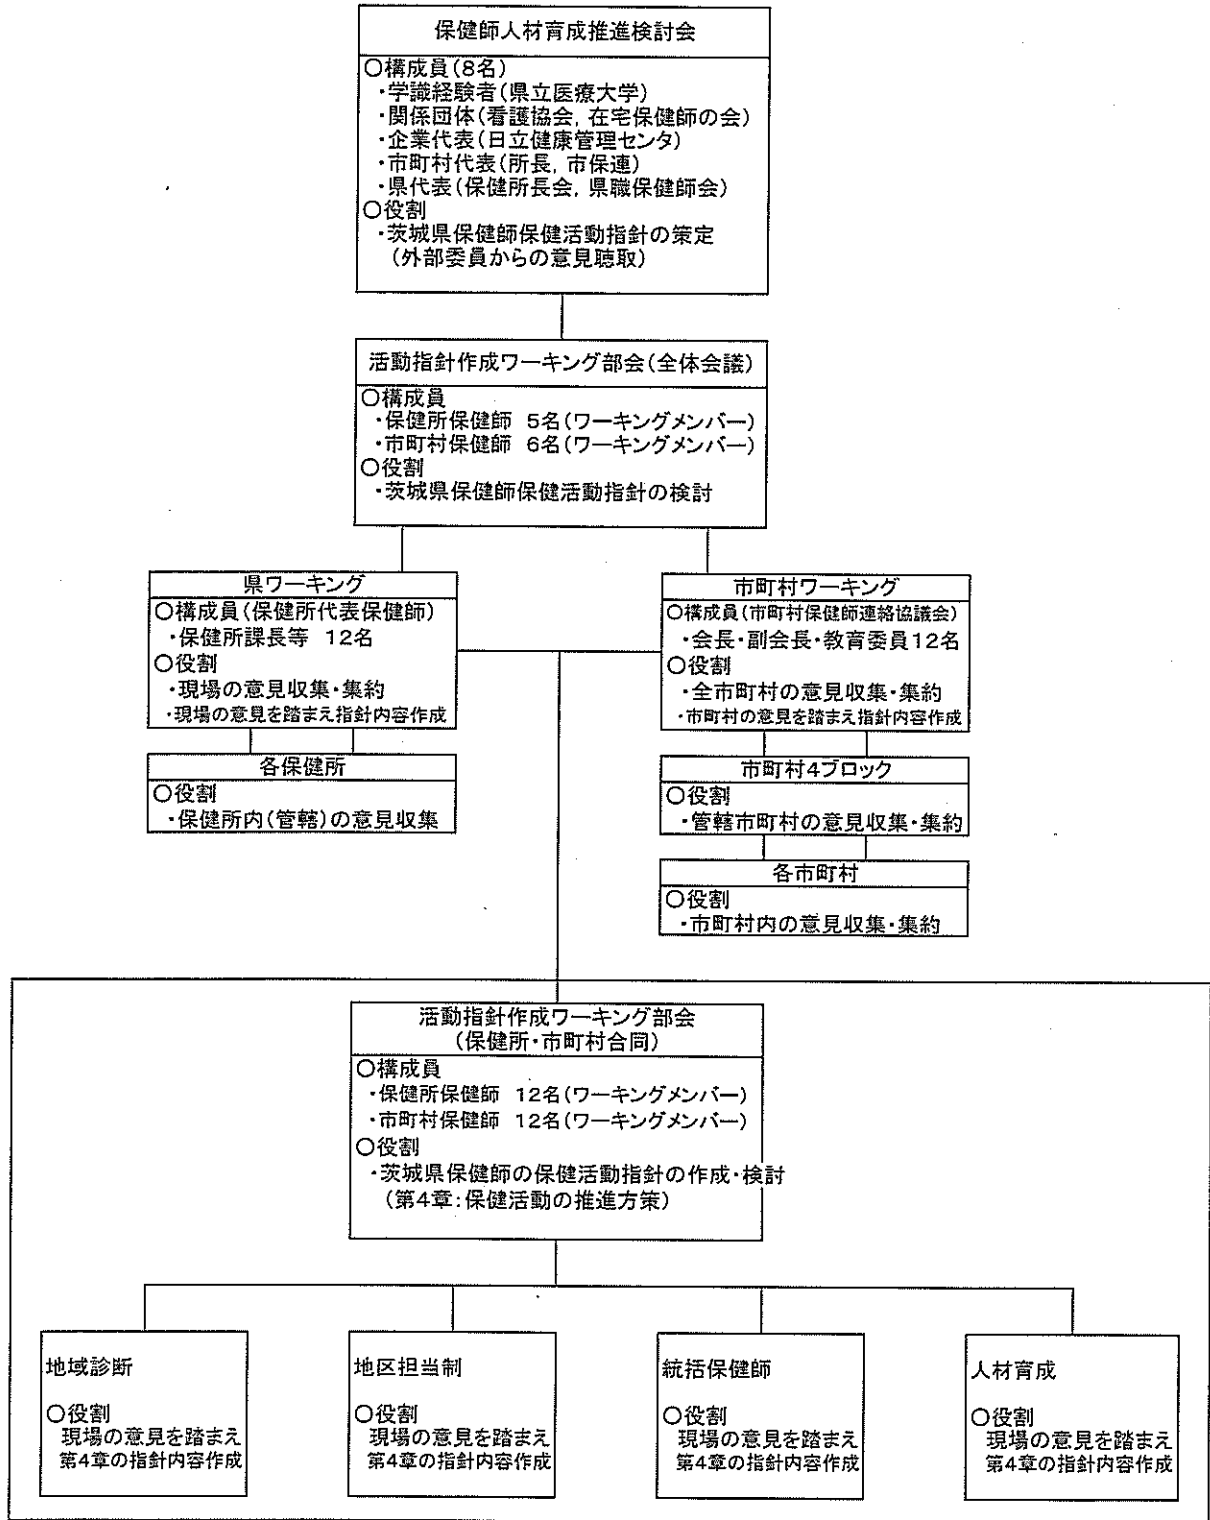 保健師人材育成推進検討会
○構成員(8名)
・学識経験者(県立医療大学)
・関係団体(看護協会,在宅保健師の会)
・企業代表(日立健康管理センタ)
・市町村代表(所長,市保連)
・県代表(保健所長会,県職保健師会)
○役割
・茨城県保健師保健活動指針の策定
(外部委員からの意見聴取)
活動指針作成ワーキング部会(全体会議)
○構成員
・保健所保健師 5名(ワーキングメンバー)
・市町村保健師 6名(ワーキングメンバー)
○役割
・茨城県保健師保健活動指針の検討
県ワーキング
○構成員(保健所代表保健師)
・保健所課長等 12名
○役割
・現場の意見収集・集約
・現場の意見を踏まえ指針内容作成
各保健所
○役割
・保健所内(管轄)の意見収集
市町村ワーキング
○構成員(市町村保健師連絡協議会)
・会長・副会長・教育委員12名
○役割
・全市町村の意見収集・集約
・市町村の意見を踏まえ指針内容作成
市町村4ブロック
○役割
・管轄市町村の意見収集・集約
各市町村
○役割
・市町村内の意見収集・集約
活動指針作成ワーキング部会
(保健所・市町村合同)
○構成員
・保健所保健師 12名(ワーキングメンバー)
・市町村保健師 12名(ワーキングメンバー)
○役割
・茨城県保健師の保健活動指針の作成・検討
(第4章:保健活動の推進方策)
地域診断
○役割
現場の意見を踏まえ
第4章の指針内容作成
地区担当制
○役割
現場の意見を踏まえ
第4章の指針内容作成
統括保健師
○役割
現場の意見を踏まえ
第4章の指針内容作成
人材育成
○役割
現場の意見を踏まえ
第4章の指針内容作成